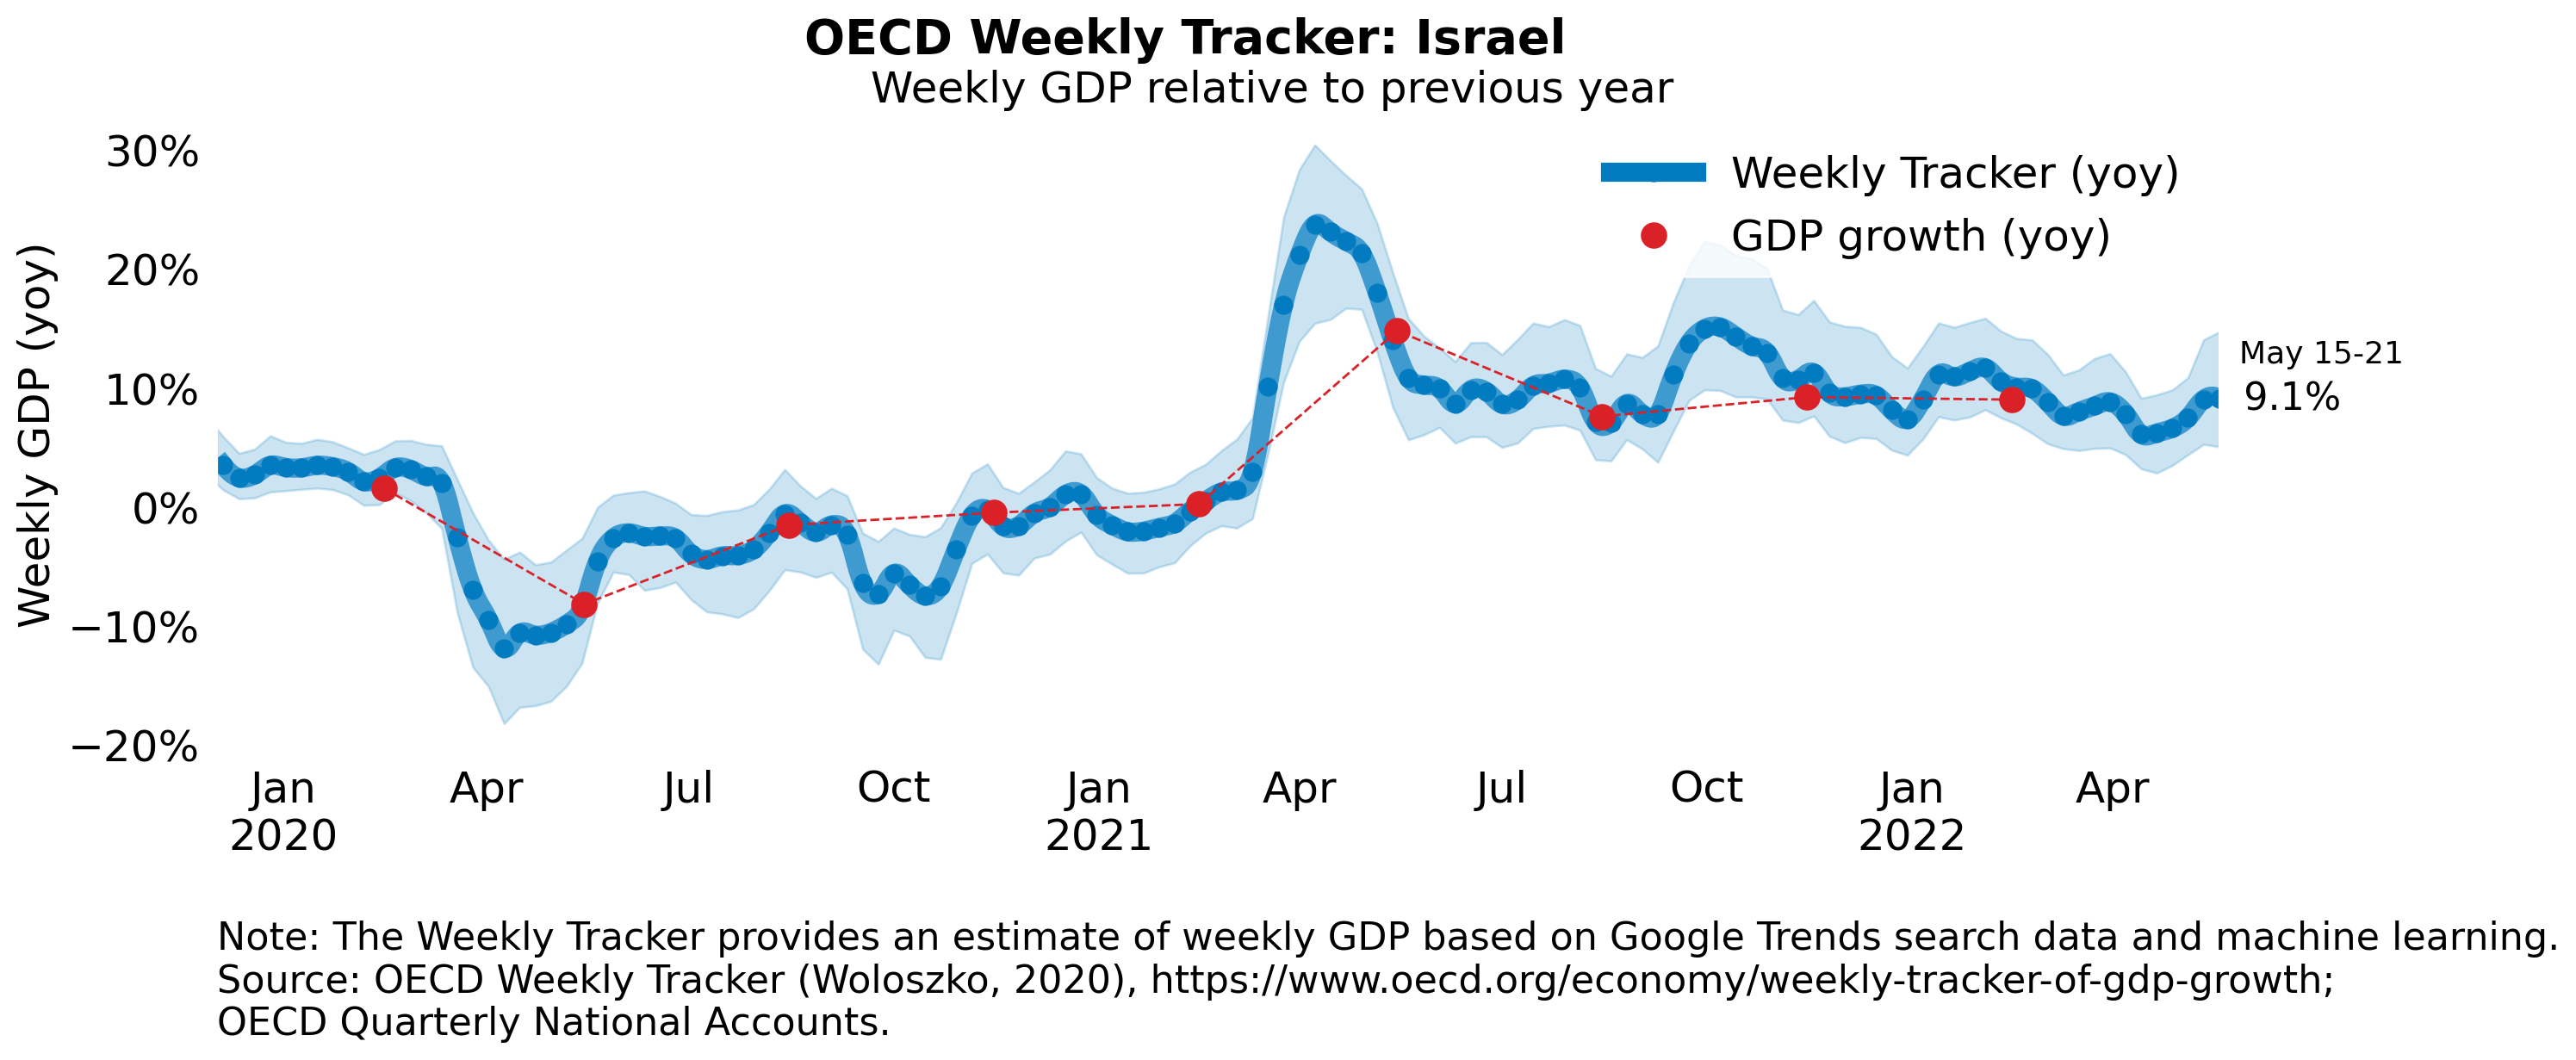 OECD Weekly Tracker: Israel
Weekly GDP relative to previous year
Weekly GDP (yoy)
30%
20%
10%
0%
−10%
−20%
Weekly Tracker (yoy)
GDP growth (yoy)
May 15-21
9.1%
Jan Apr Jul Oct Jan Apr Jul Oct Jan Apr
2020 2021 2022
Note: The Weekly Tracker provides an estimate of weekly GDP based on Google Trends search data and machine learning.
Source: OECD Weekly Tracker (Woloszko, 2020), https://www.oecd.org/economy/weekly-tracker-of-gdp-growth;
OECD Quarterly National Accounts.